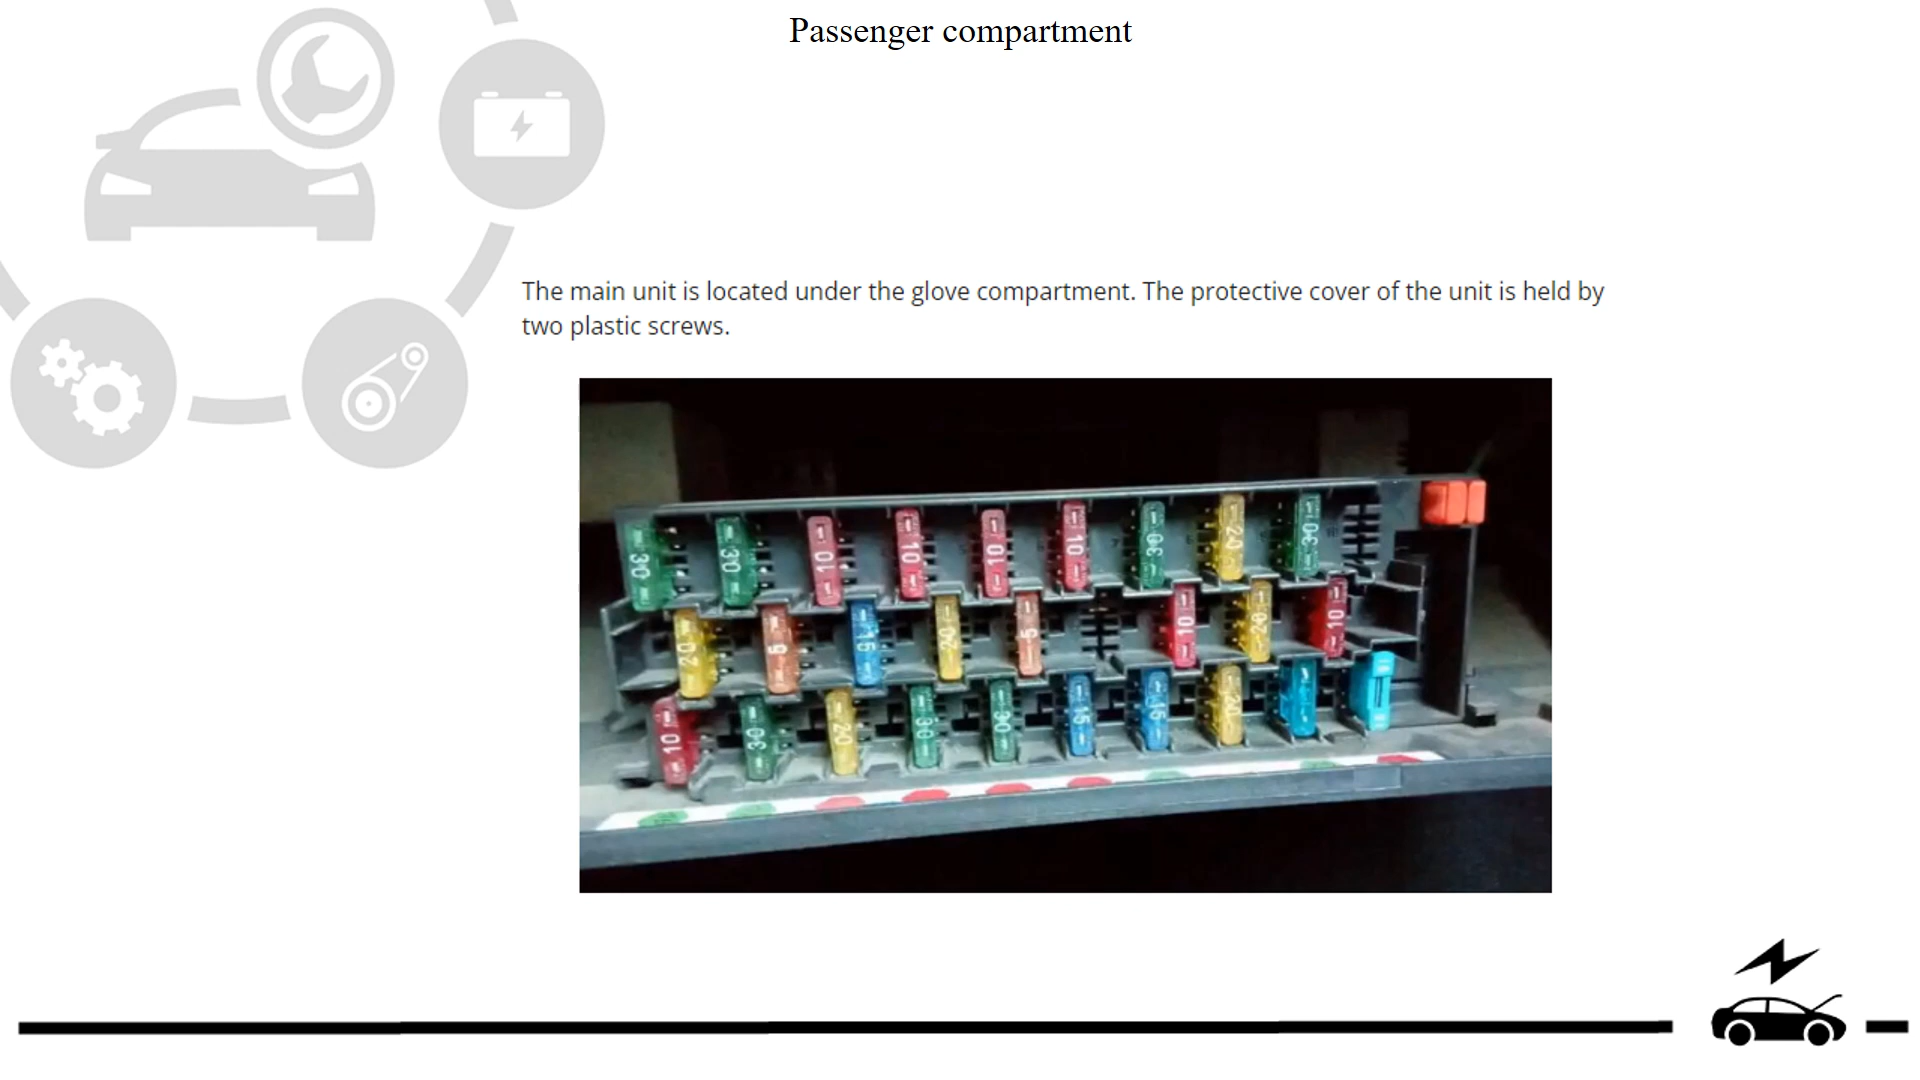 Passenger compartment
The main unit is located under the glove compartment. The protective cover of the unit is held by
two plastic screws.
30 30 10 10 10 10 30 20 30
20 5 15 20 5 10 20 10
10 30 20 30 30 15 15 20